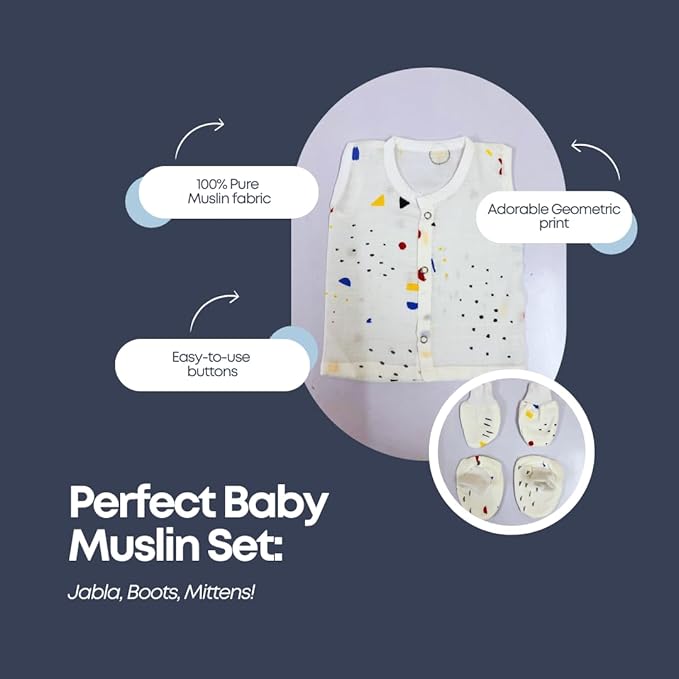 100% Pure
Muslin fabric
Adorable Geometric
print
Easy-to-use
buttons
Perfect Baby
Muslin Set:
Jabla, Boots, Mittens!